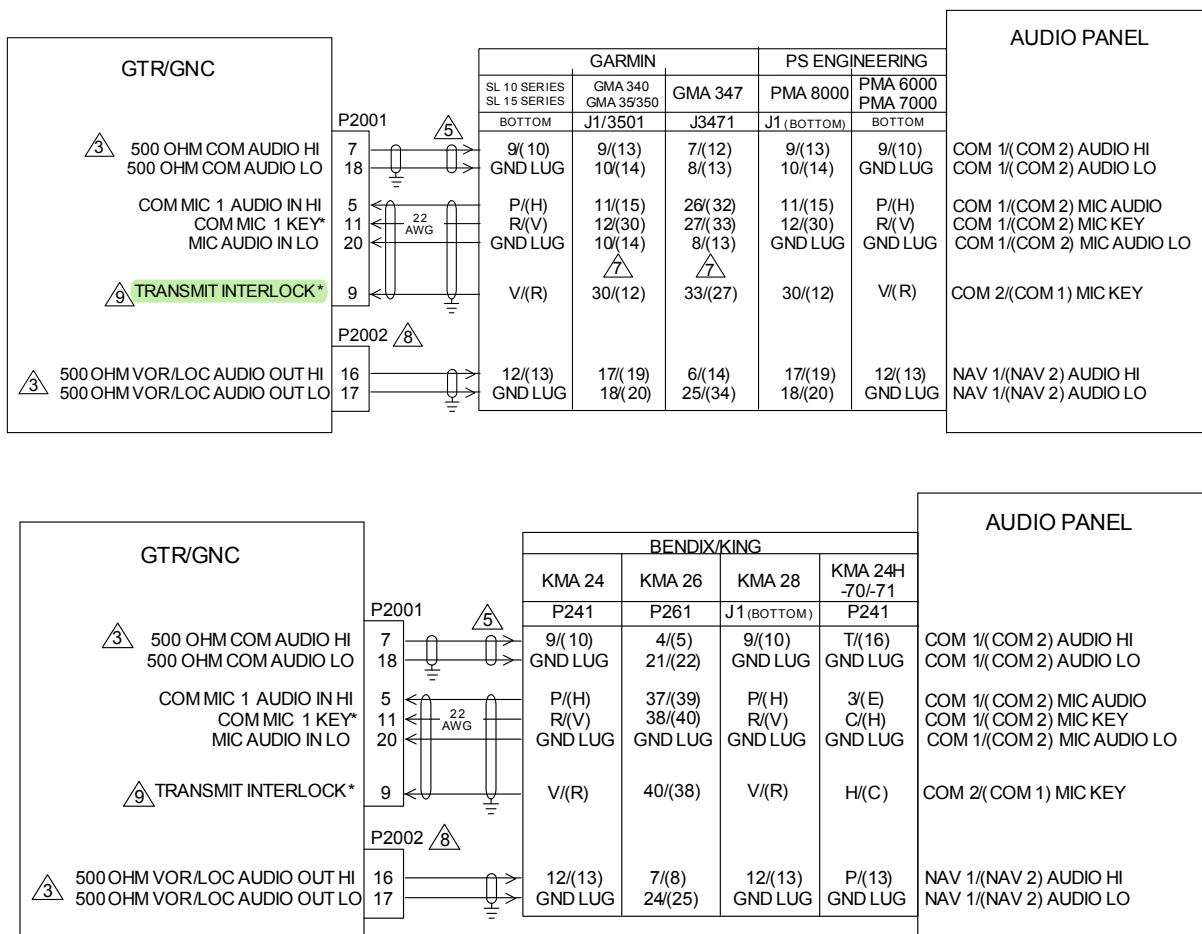 AUDIO PANEL
GTR/GNC
GARMIN PS ENGINEERING
SL 10 SERIES SL 15 SERIES GMA 340 GMA 35/350 GMA 347 PMA 8000 PMA 6000 PMA 7000
P2001 BOTTOM J1/3501 J3471 J1 (BOTTOM) BOTTOM
5
3 500 OHM COM AUDIO HI 7 9/(10) 9/(13) 7/(12) 9/(13) 9/(10) COM 1/(COM 2) AUDIO HI
500 OHM COM AUDIO LO 18 GND LUG 10/(14) 8/(13) 10/(14) GND LUG COM 1/(COM 2) AUDIO LO
COM MIC 1 AUDIO IN HI 5 P/(H) 11/(15) 26/(32) 11/(15) P/(H) COM 1/(COM 2) MIC AUDIO
COM MIC 1 KEY* 11 22 AWG R/(V) 12/(30) 27/(33) 12/(30) R/(V) COM 1/(COM 2) MIC KEY
MIC AUDIO IN LO 20 GND LUG 10/(14) 8/(13) GND LUG GND LUG COM 1/(COM 2) MIC AUDIO LO
7 7
9 TRANSMIT INTERLOCK* 9 V/(R) 30/(12) 33/(27) 30/(12) V/(R) COM 2/(COM 1) MIC KEY
P2002 8
3 500 OHM VOR/LOC AUDIO OUT HI 16 12/(13) 17/(19) 6/(14) 17/(19) 12/(13) NAV 1/(NAV 2) AUDIO HI
500 OHM VOR/LOC AUDIO OUT LO 17 GND LUG 18/(20) 25/(34) 18/(20) GND LUG NAV 1/(NAV 2) AUDIO LO
AUDIO PANEL
GTR/GNC
BENDIX/KING
KMA 24 KMA 26 KMA 28 KMA 24H -70/-71
P2001 P241 P261 J1 (BOTTOM) P241
5
3 500 OHM COM AUDIO HI 7 9/(10) 4/(5) 9/(10) T/(16) COM 1/(COM 2) AUDIO HI
500 OHM COM AUDIO LO 18 GND LUG 21/(22) GND LUG GND LUG COM 1/(COM 2) AUDIO LO
COM MIC 1 AUDIO IN HI 5 P/(H) 37/(39) P/(H) 3/(E) COM 1/(COM 2) MIC AUDIO
COM MIC 1 KEY* 11 22 AWG R/(V) 38/(40) R/(V) C/(H) COM 1/(COM 2) MIC KEY
MIC AUDIO IN LO 20 GND LUG GND LUG GND LUG GND LUG COM 1/(COM 2) MIC AUDIO LO
9 TRANSMIT INTERLOCK* 9 V/(R) 40/(38) V/(R) H/(C) COM 2/(COM 1) MIC KEY
P2002 8
3 500 OHM VOR/LOC AUDIO OUT HI 16 12/(13) 7/(8) 12/(13) P/(13) NAV 1/(NAV 2) AUDIO HI
500 OHM VOR/LOC AUDIO OUT LO 17 GND LUG 24/(25) GND LUG GND LUG NAV 1/(NAV 2) AUDIO LO